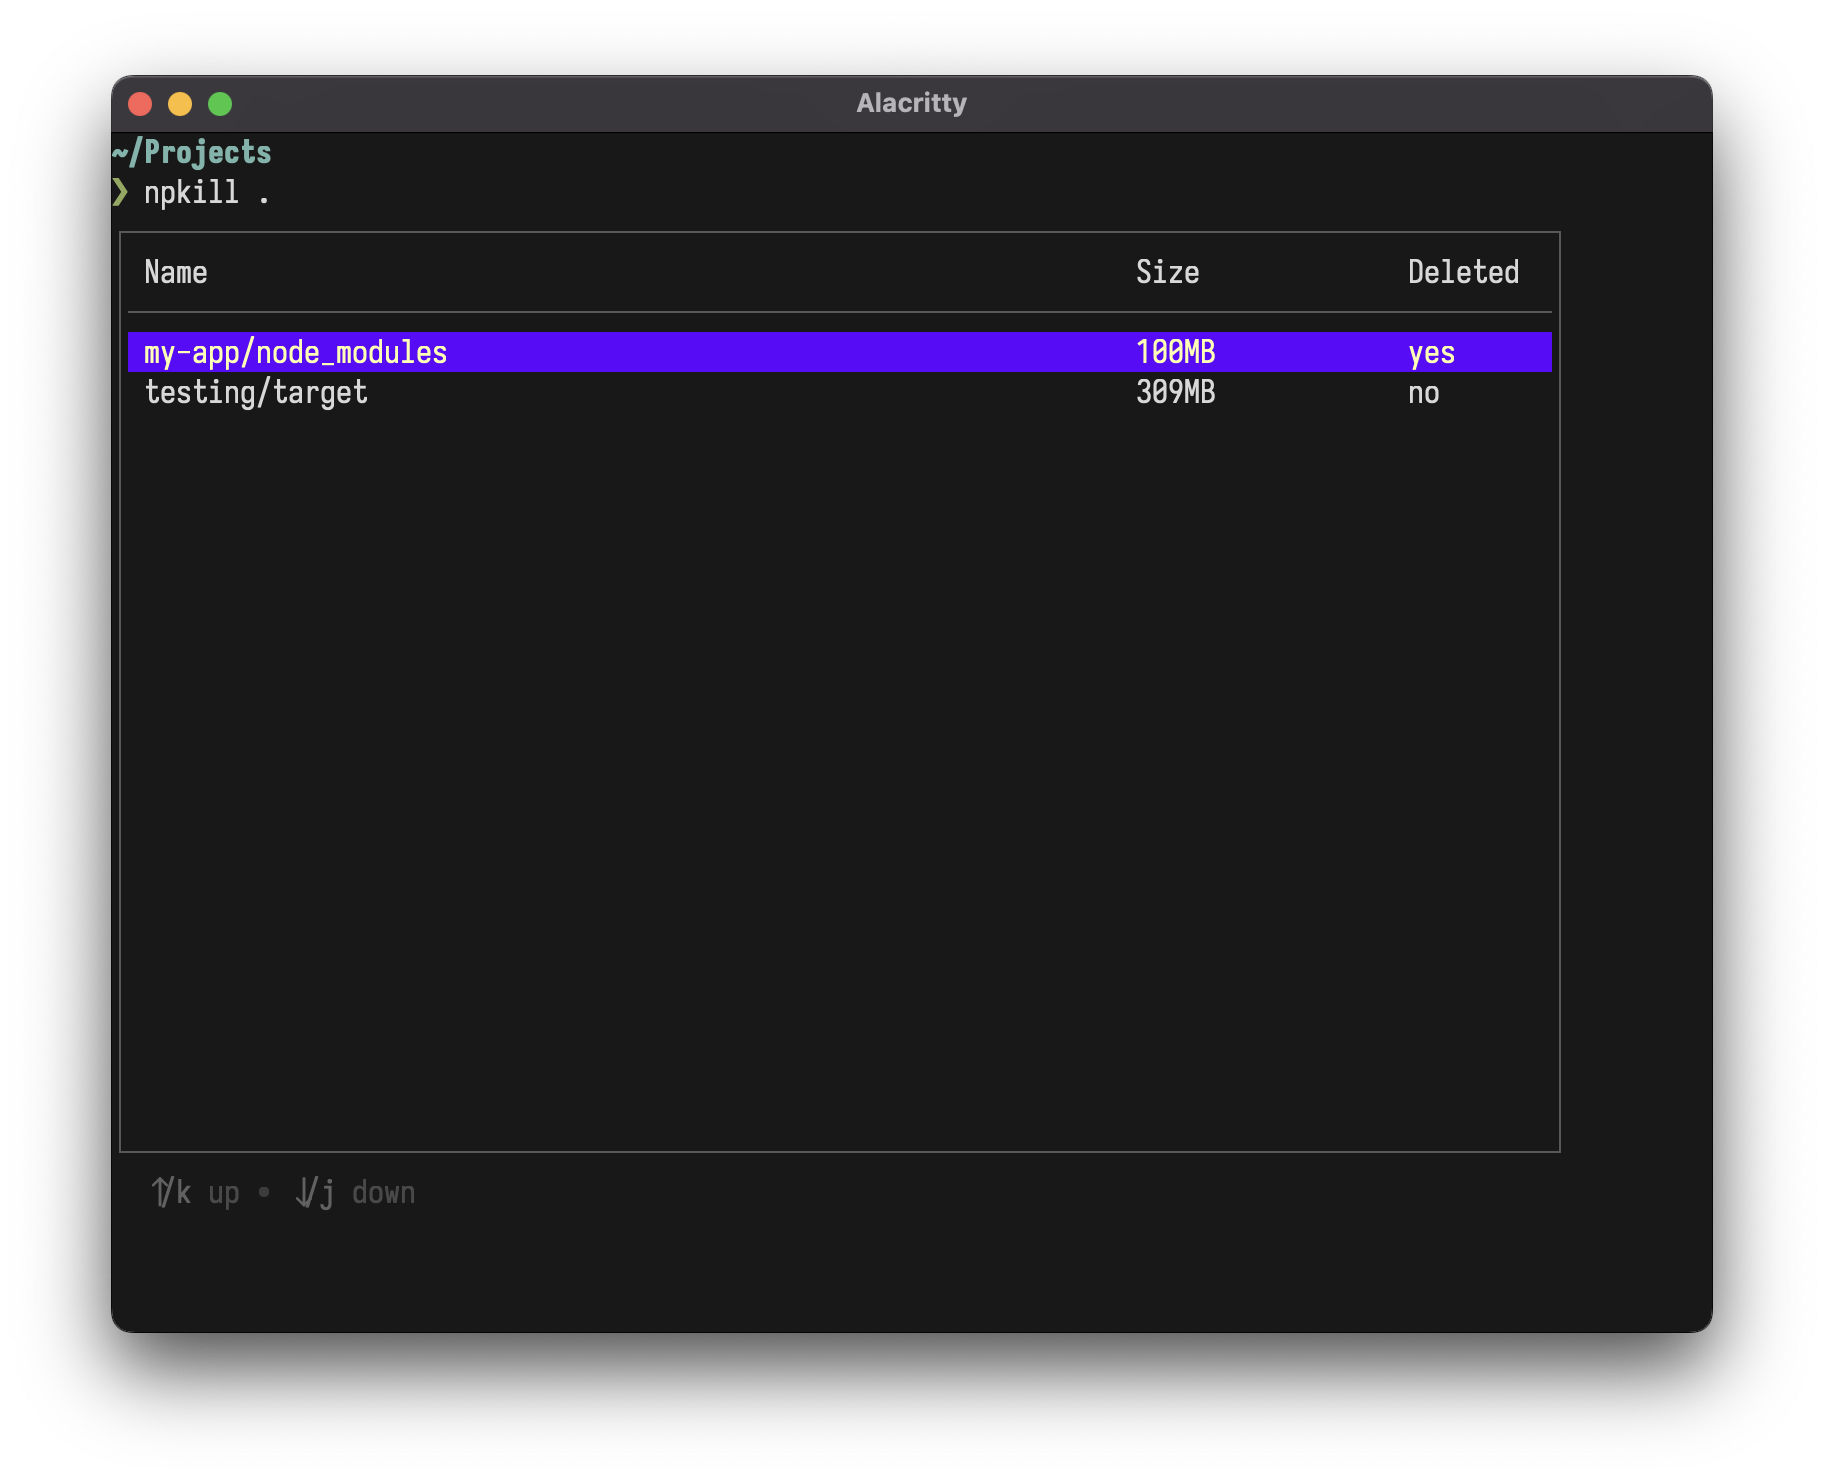 Alacritty
~/Projects
❯ npkill .
Name Size Deleted
my-app/node_modules 100MB yes
testing/target 309MB no
↑/k up • ↓/j down